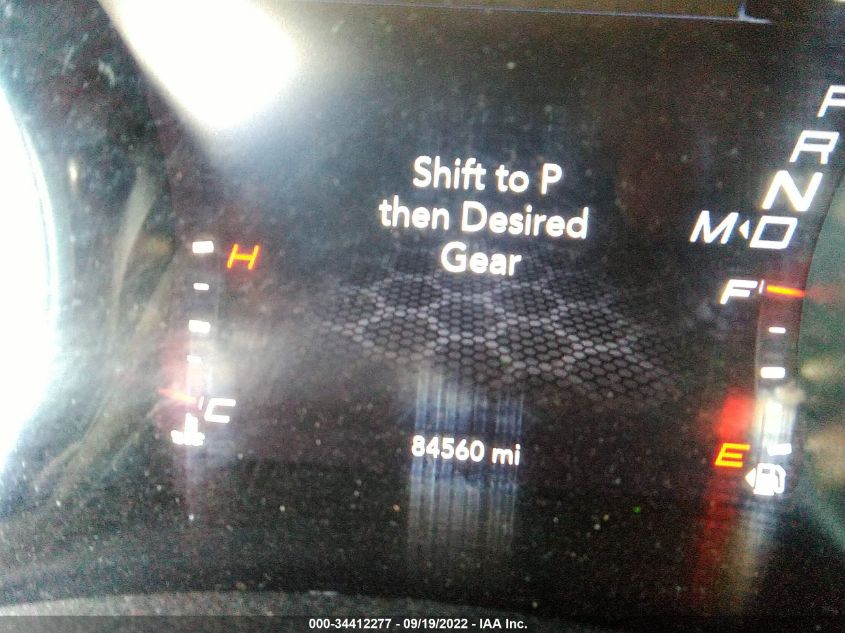 Shift to P
then Desired
Gear
P
R
N
M D
H
F
C
E
84560 mi
000-34412277 - 09/19/2022 - IAA Inc.